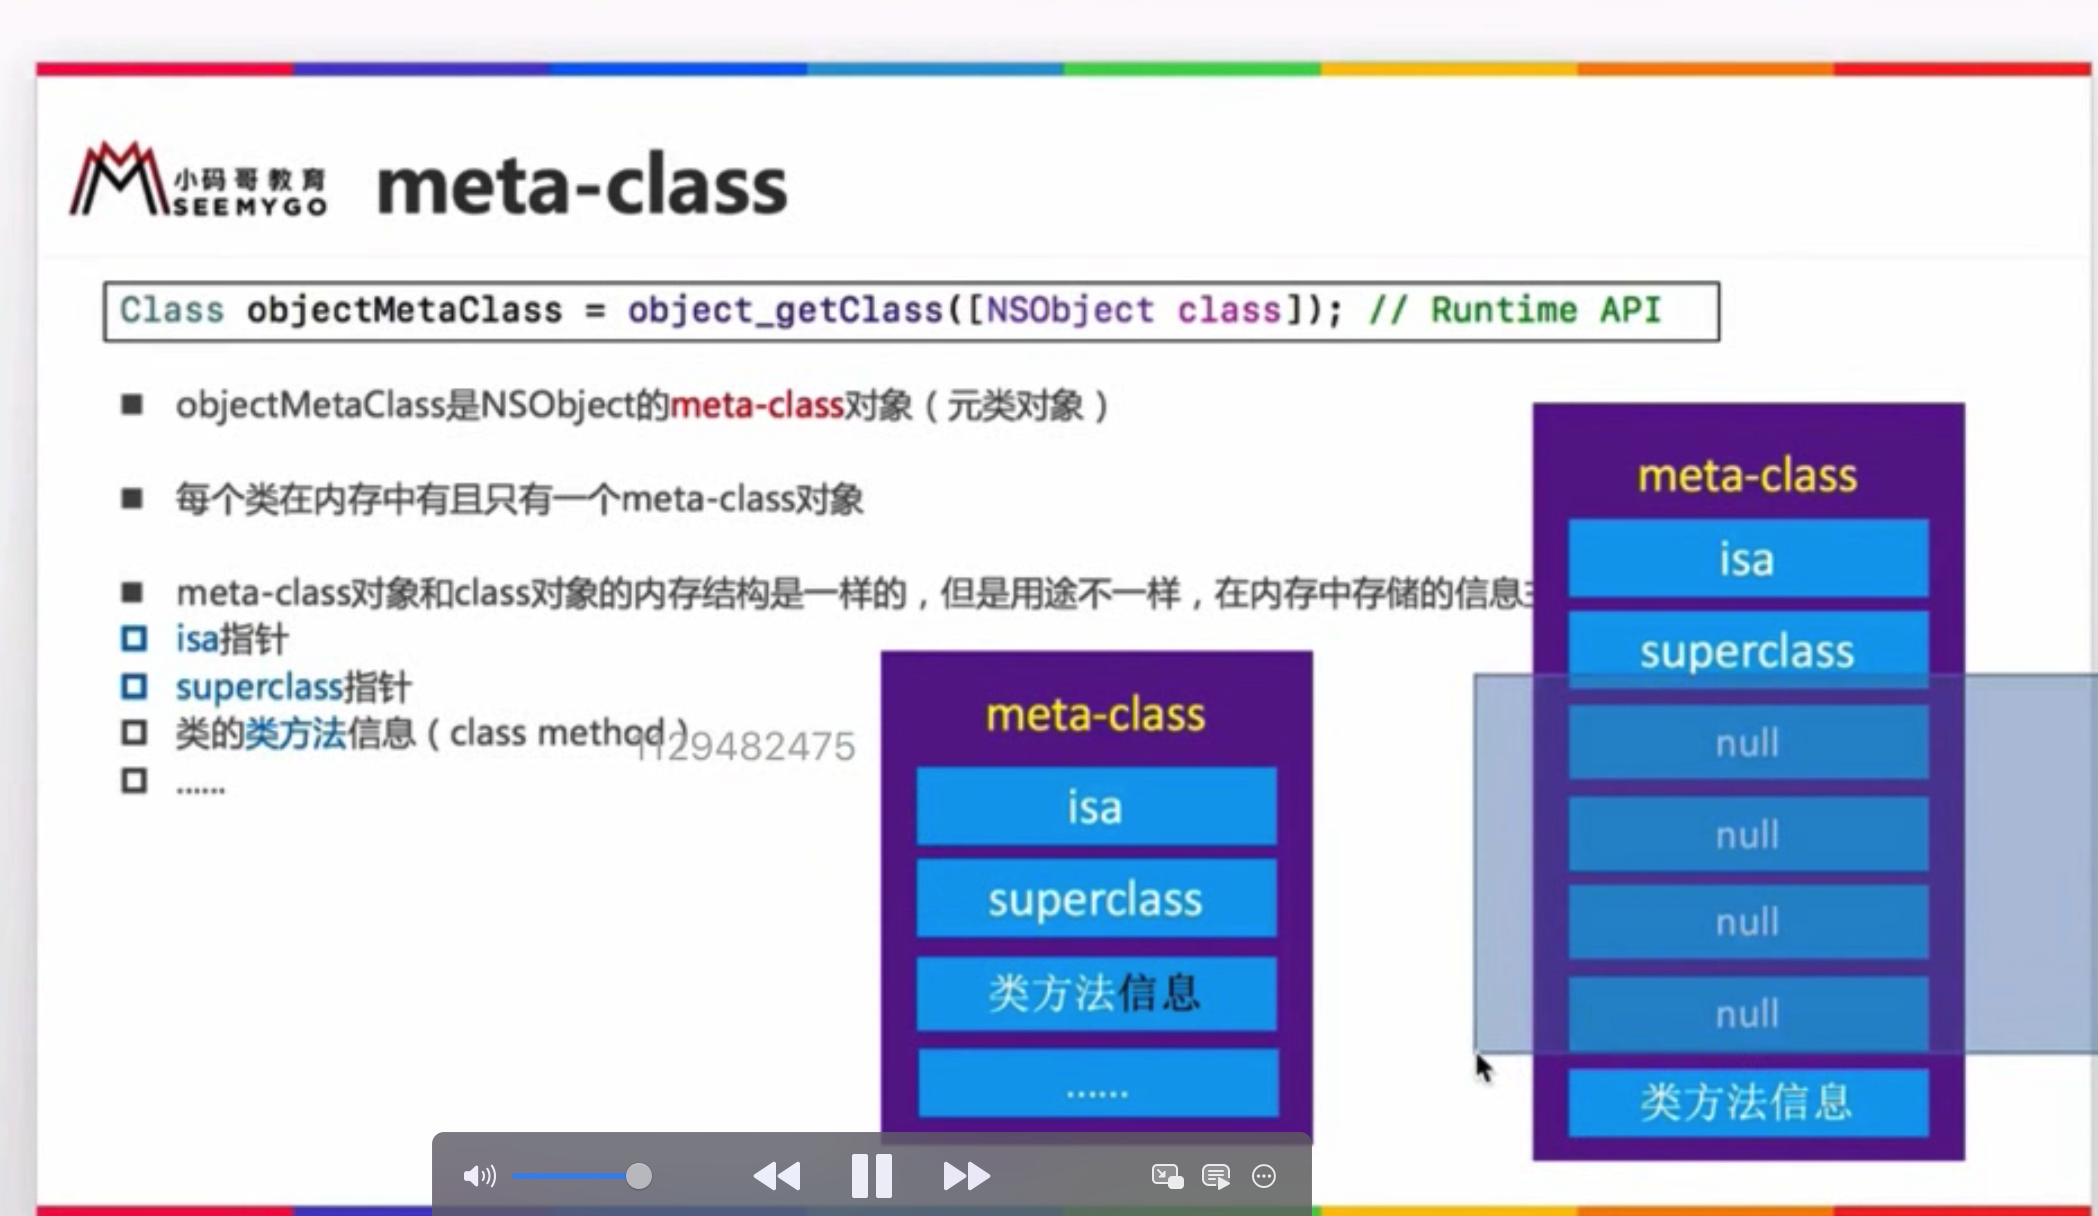 小码哥教育
SEEMYGO
meta-class
Class objectMetaClass = object_getClass([NSObject class]); // Runtime API
■ objectMetaClass是NSObject的meta-class对象（元类对象）
■ 每个类在内存中有且只有一个meta-class对象
■ meta-class对象和class对象的内存结构是一样的，但是用途不一样，在内存中存储的信息
isa指针
superclass指针
类的类方法信息（class method）
......
1129482475
meta-class
isa
superclass
类方法信息
......
meta-class
isa
superclass
null
null
null
null
类方法信息